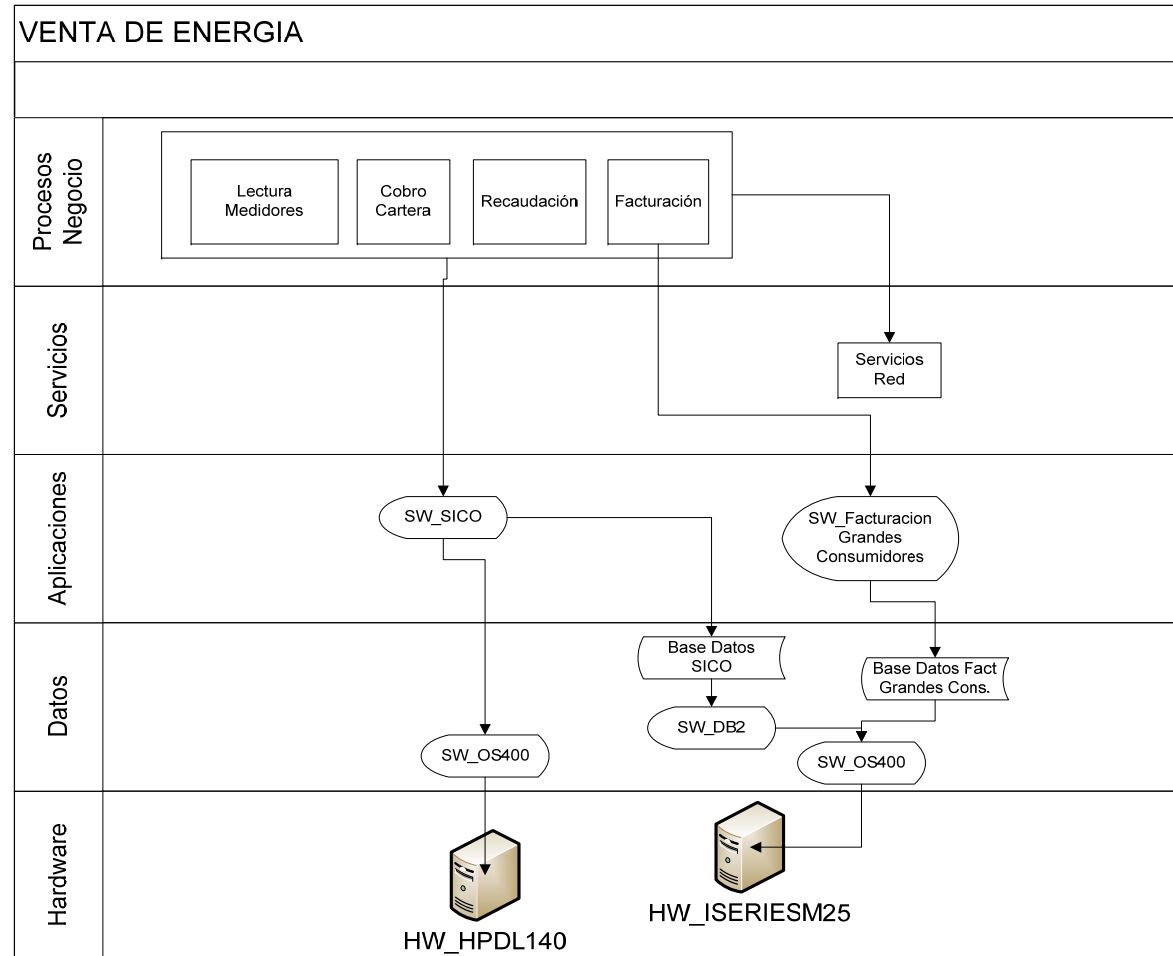 VENTA DE ENERGIA
Procesos
Negocio
Lectura
Medidores
Cobro
Cartera
Recaudación
Facturación
Servicios
Servicios
Red
Aplicaciones
SW_SICO
SW_Facturacion
Grandes
Consumidores
Datos
Base Datos
SICO
Base Datos Fact
Grandes Cons.
SW_DB2
SW_OS400
SW_OS400
Hardware
HW_ISERIESM25
HW_HPDL140